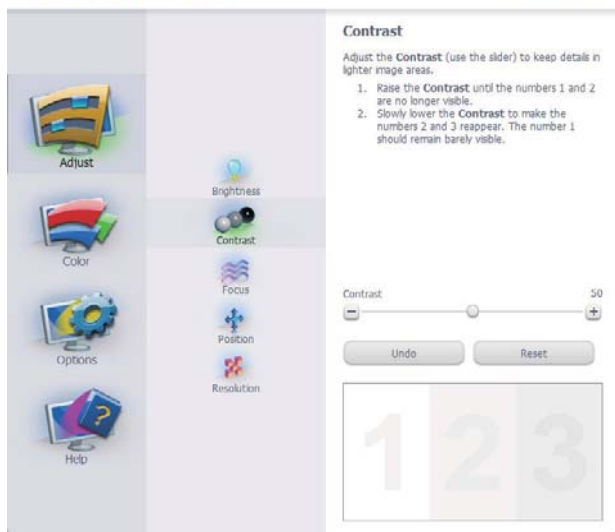 Adjust
Color
Options
Help
Brightness
Contrast
Focus
Position
Resolution
Contrast
Adjust the Contrast (use the slider) to keep details in
lighter image areas.
1. Raise the Contrast until the numbers 1 and 2
are no longer visible.
2. Slowly lower the Contrast to make the
numbers 2 and 3 reappear. The number 1
should remain barely visible.
Contrast 50
Undo Reset
1 2 3